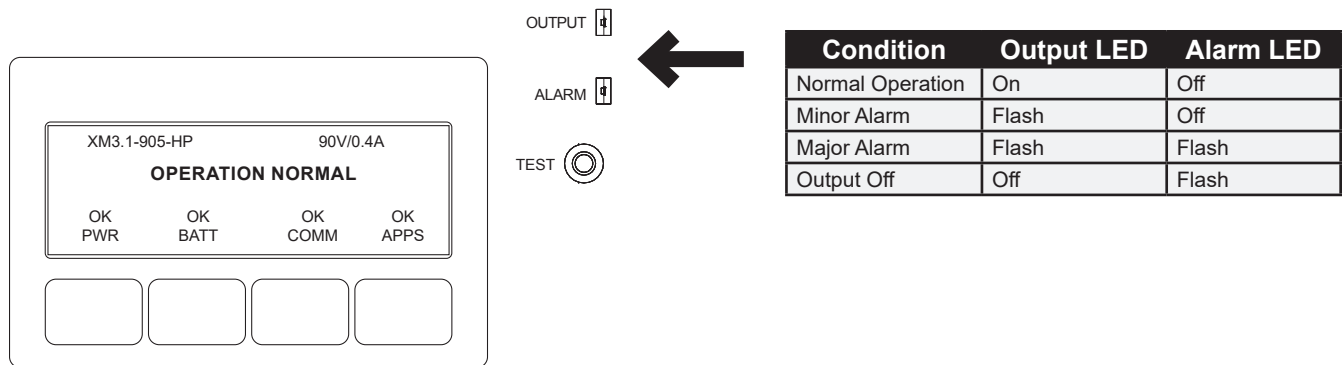 OUTPUT
ALARM
TEST
XM3.1-905-HP 90V/0.4A
OPERATION NORMAL
OK OK OK OK
PWR BATT COMM APPS
Condition Output LED Alarm LED
Normal Operation On Off
Minor Alarm Flash Off
Major Alarm Flash Flash
Output Off Off Flash